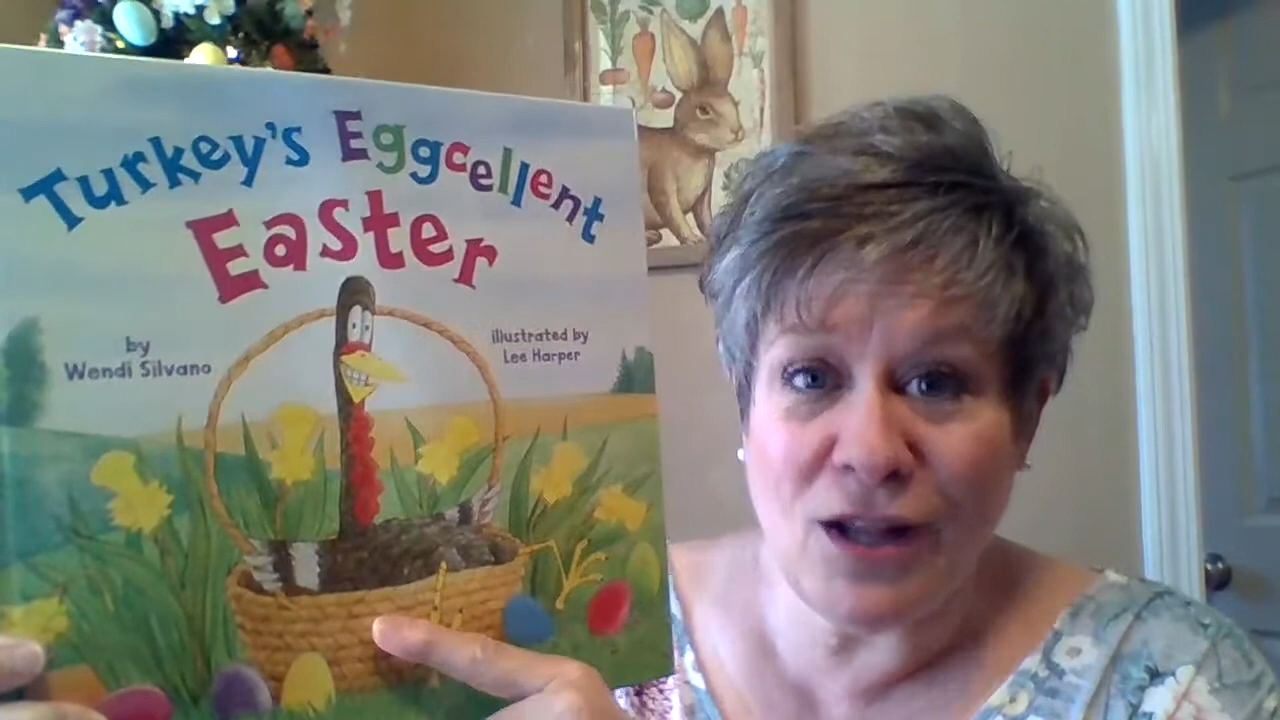 Turkey's Eggcellent
Easter
by
Wendi Silvano
illustrated by
Lee Harper